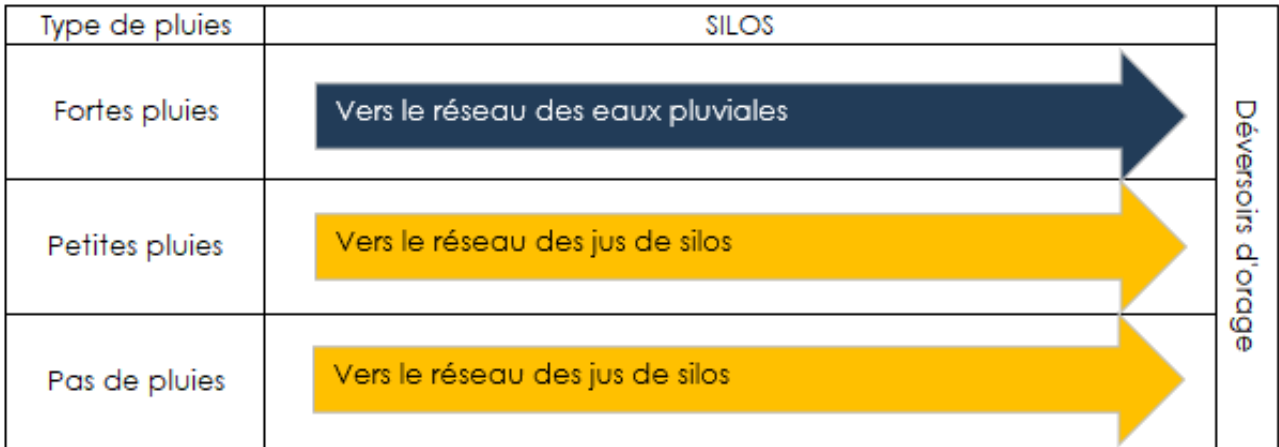 Type de pluies
SILOS
Fortes pluies
Vers le réseau des eaux pluviales
Petites pluies
Vers le réseau des jus de silos
Pas de pluies
Vers le réseau des jus de silos
Déversoirs d'orage